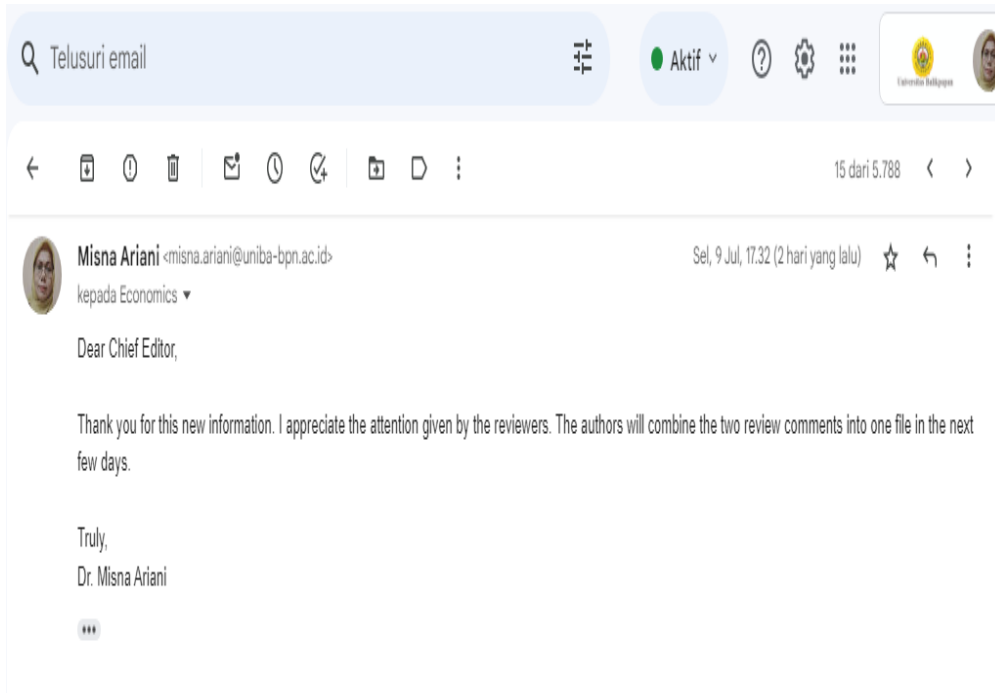 Telusuri email
Aktif
Universitas Balikpapan
15 dari 5.788
Misna Ariani <misna.ariani@uniba-bpn.ac.id>
Sel, 9 Jul, 17.32 (2 hari yang lalu)
kepada Economics
Dear Chief Editor,
Thank you for this new information. I appreciate the attention given by the reviewers. The authors will combine the two review comments into one file in the next
few days.
Truly,
Dr. Misna Ariani